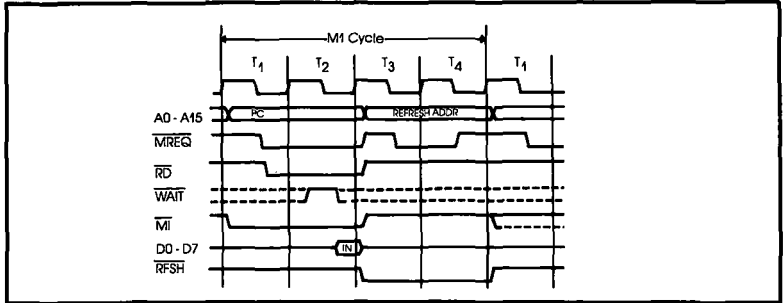 M1 Cycle
T1 T2 T3 T4 T1
A0 - A15 PC REFRESH ADDR
MREQ
RD
WAIT
MI
D0 - D7 IN
RFSH